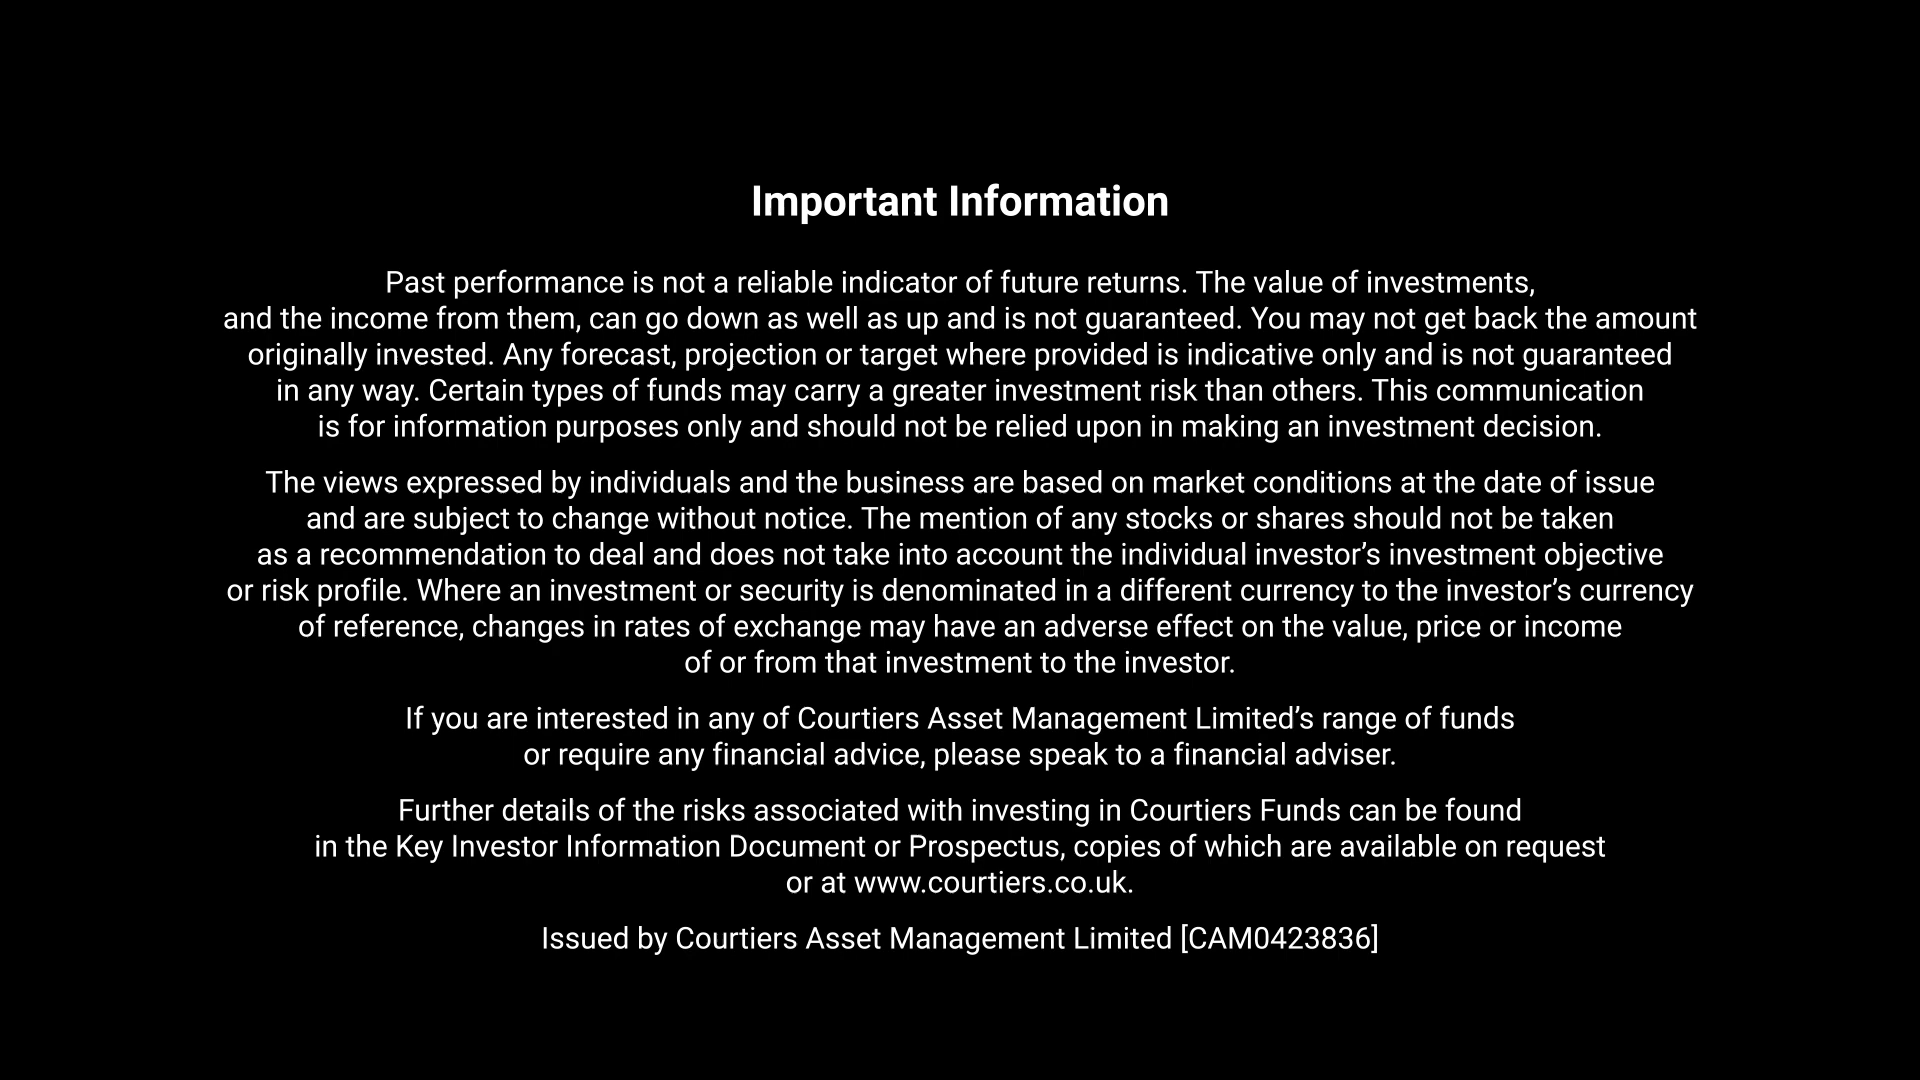 Important Information
Past performance is not a reliable indicator of future returns. The value of investments,
and the income from them, can go down as well as up and is not guaranteed. You may not get back the amount
originally invested. Any forecast, projection or target where provided is indicative only and is not guaranteed
in any way. Certain types of funds may carry a greater investment risk than others. This communication
is for information purposes only and should not be relied upon in making an investment decision.
The views expressed by individuals and the business are based on market conditions at the date of issue
and are subject to change without notice. The mention of any stocks or shares should not be taken
as a recommendation to deal and does not take into account the individual investor’s investment objective
or risk profile. Where an investment or security is denominated in a different currency to the investor’s currency
of reference, changes in rates of exchange may have an adverse effect on the value, price or income
of or from that investment to the investor.
If you are interested in any of Courtiers Asset Management Limited’s range of funds
or require any financial advice, please speak to a financial adviser.
Further details of the risks associated with investing in Courtiers Funds can be found
in the Key Investor Information Document or Prospectus, copies of which are available on request
or at www.courtiers.co.uk.
Issued by Courtiers Asset Management Limited [CAM0423836]